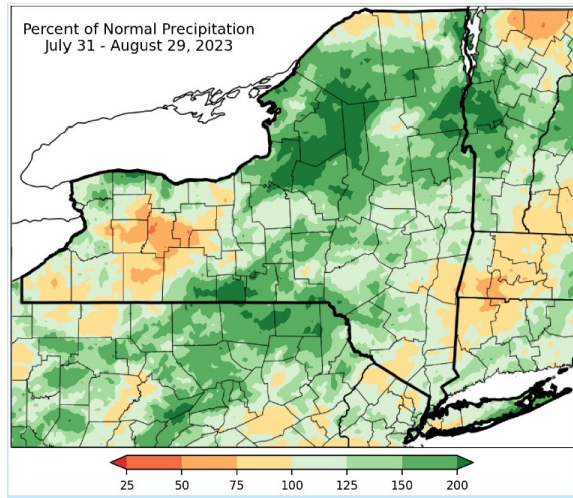 Percent of Normal Precipitation
July 31 - August 29, 2023
25 50 75 100 125 150 200